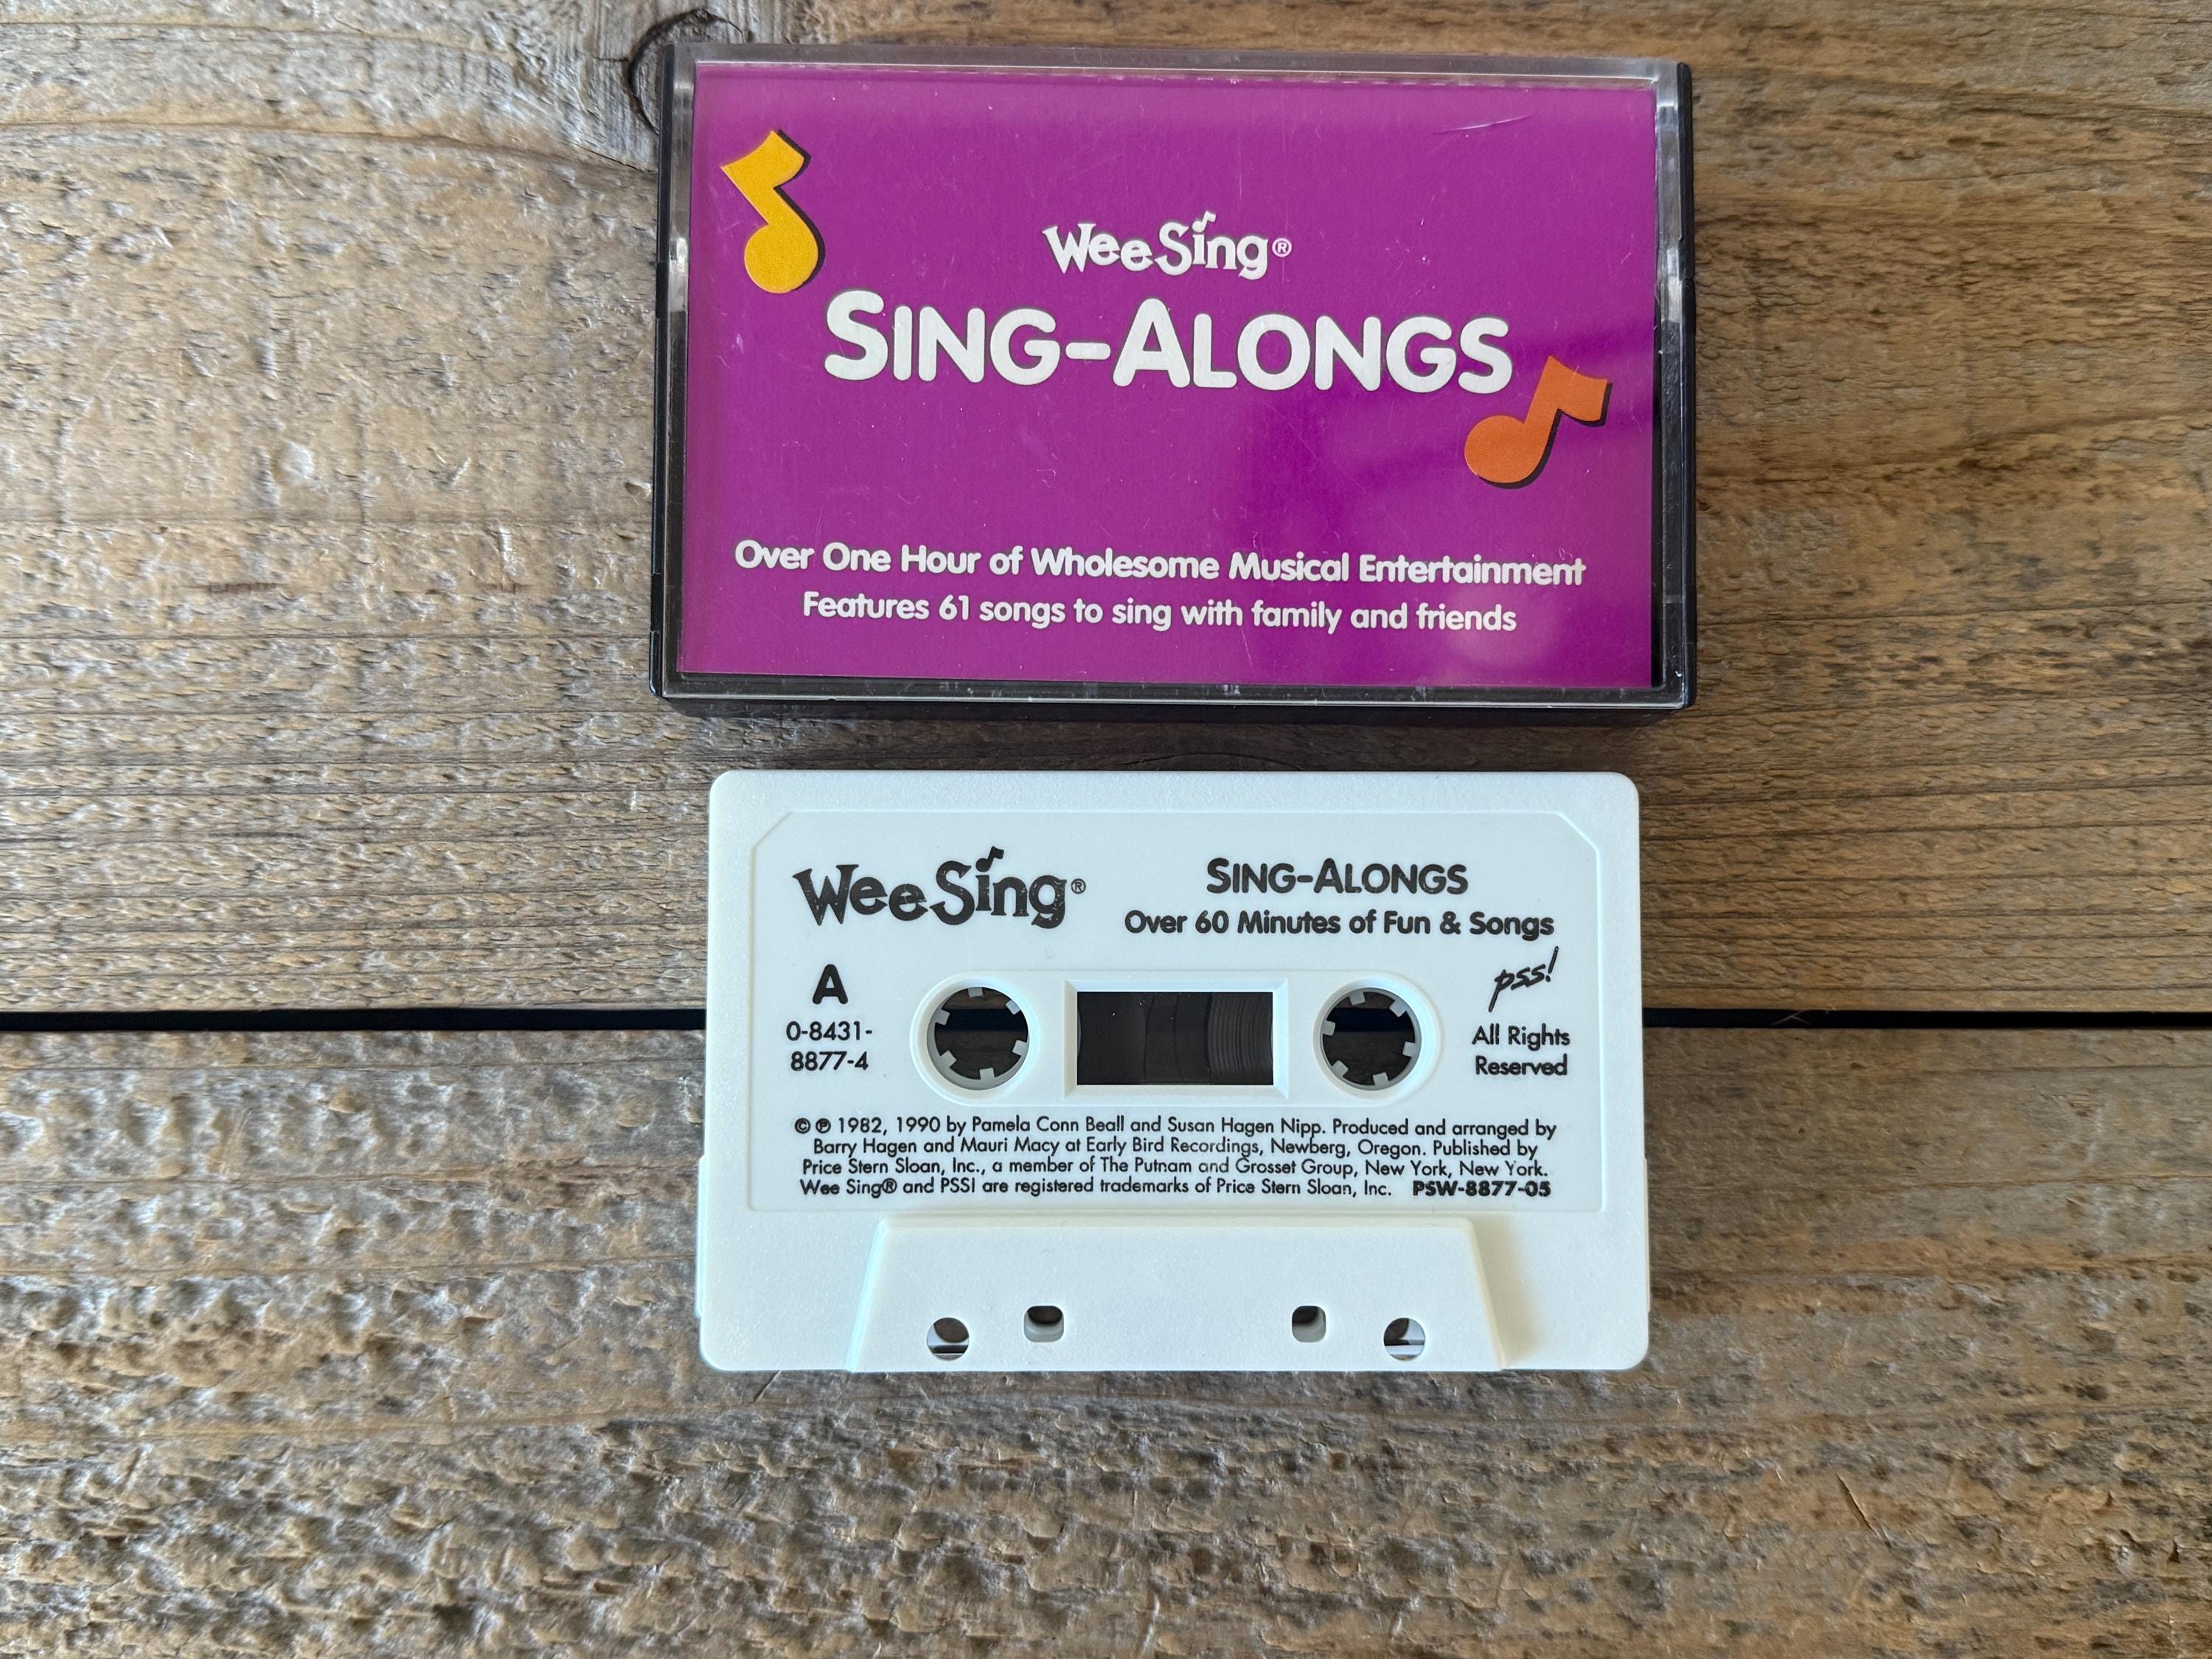 Wee Sing®
SING-ALONGS
Over One Hour of Wholesome Musical Entertainment
Features 61 songs to sing with family and friends
Wee Sing®
SING-ALONGS
Over 60 Minutes of Fun & Songs
A
0-8431-
8877-4
pss!
All Rights
Reserved
© ℗ 1982, 1990 by Pamela Conn Beall and Susan Hagen Nipp. Produced and arranged by
Barry Hagen and Mauri Macy at Early Bird Recordings, Newberg, Oregon. Published by
Price Stern Sloan, Inc., a member of The Putnam and Grosset Group, New York, New York.
Wee Sing® and PSS! are registered trademarks of Price Stern Sloan, Inc. PSW-8877-05